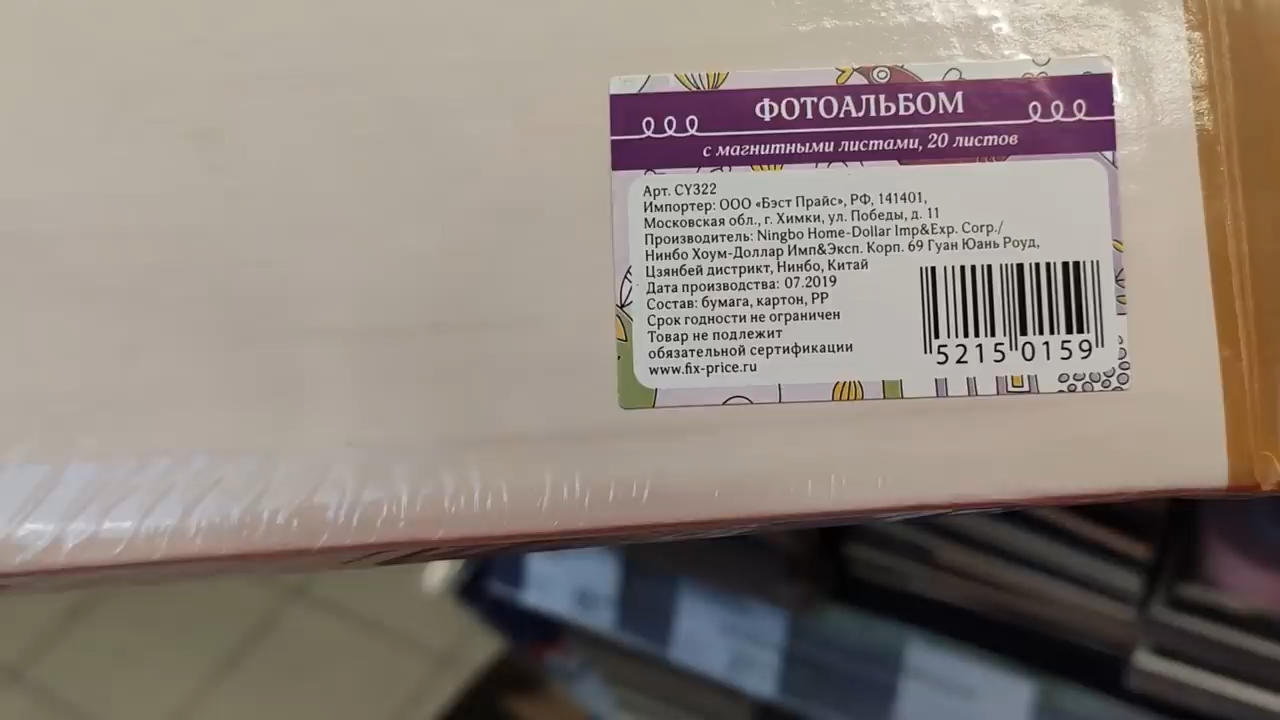 ФОТОАЛЬБОМ
с магнитными листами, 20 листов
Арт. CY322
Импортер: ООО «Бэст Прайс», РФ, 141401,
Московская обл., г. Химки, ул. Победы, д. 11
Производитель: Ningbo Home-Dollar Imp&Exp. Corp./
Нинбо Хоум-Доллар Имп&Эксп. Корп. 69 Гуан Юань Роуд,
Цзянбей дистрикт, Нинбо, Китай
Дата производства: 07.2019
Состав: бумага, картон, PP
Срок годности не ограничен
Товар не подлежит
обязательной сертификации
www.fix-price.ru
5215 0159